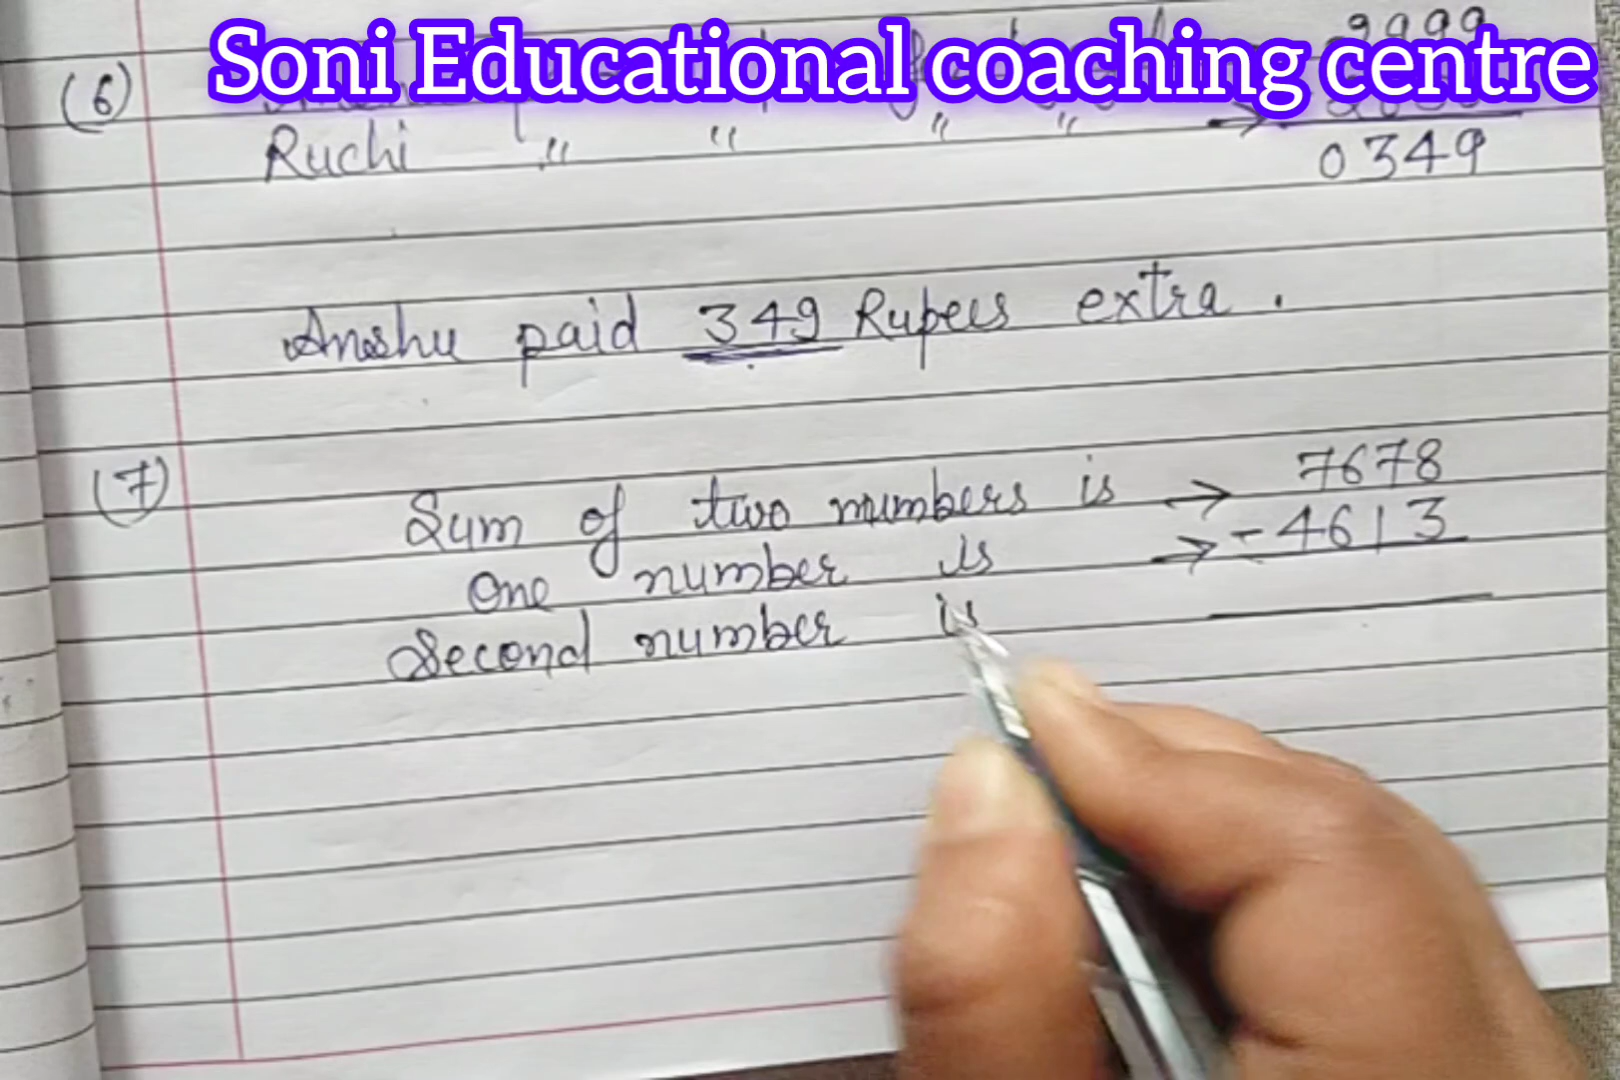 Soni Educational coaching centre
(6)
Ruchi " " " " → 0349
Anshu paid 349 Rupees extra.
(7) Sum of two numbers is → 7678
One number is → - 4613
Second number is